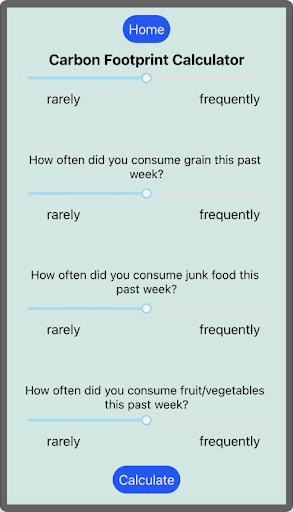 Home
Carbon Footprint Calculator
rarely frequently
How often did you consume grain this past
week?
rarely frequently
How often did you consume junk food this
past week?
rarely frequently
How often did you consume fruit/vegetables
this past week?
rarely frequently
Calculate